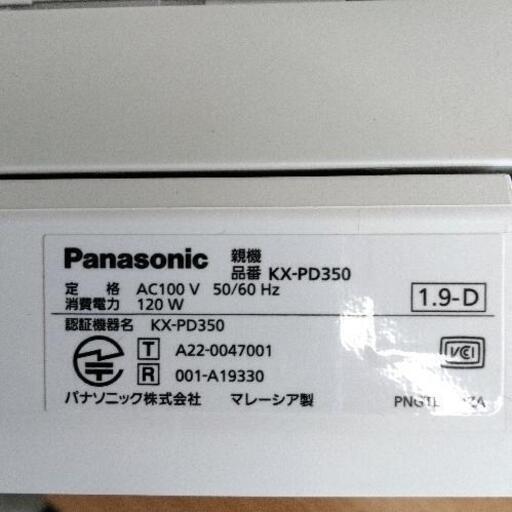 Panasonic 親機
品番 KX-PD350
定格 AC100 V 50/60 Hz
消費電力 120 W
1.9-D
認証機器名 KX-PD350
T A22-0047001
R 001-A19330
VCI
パナソニック株式会社 マレーシア製